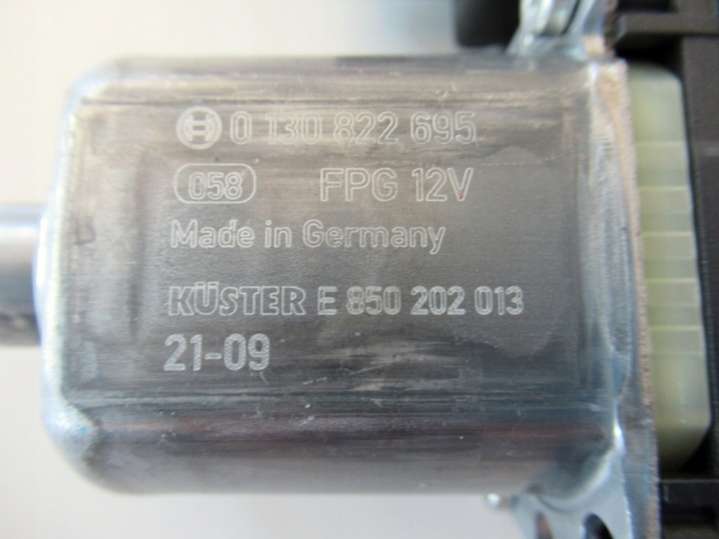 0 130 822 695
058 FPG 12V
Made in Germany
KÜSTER E 850 202 013
21-09